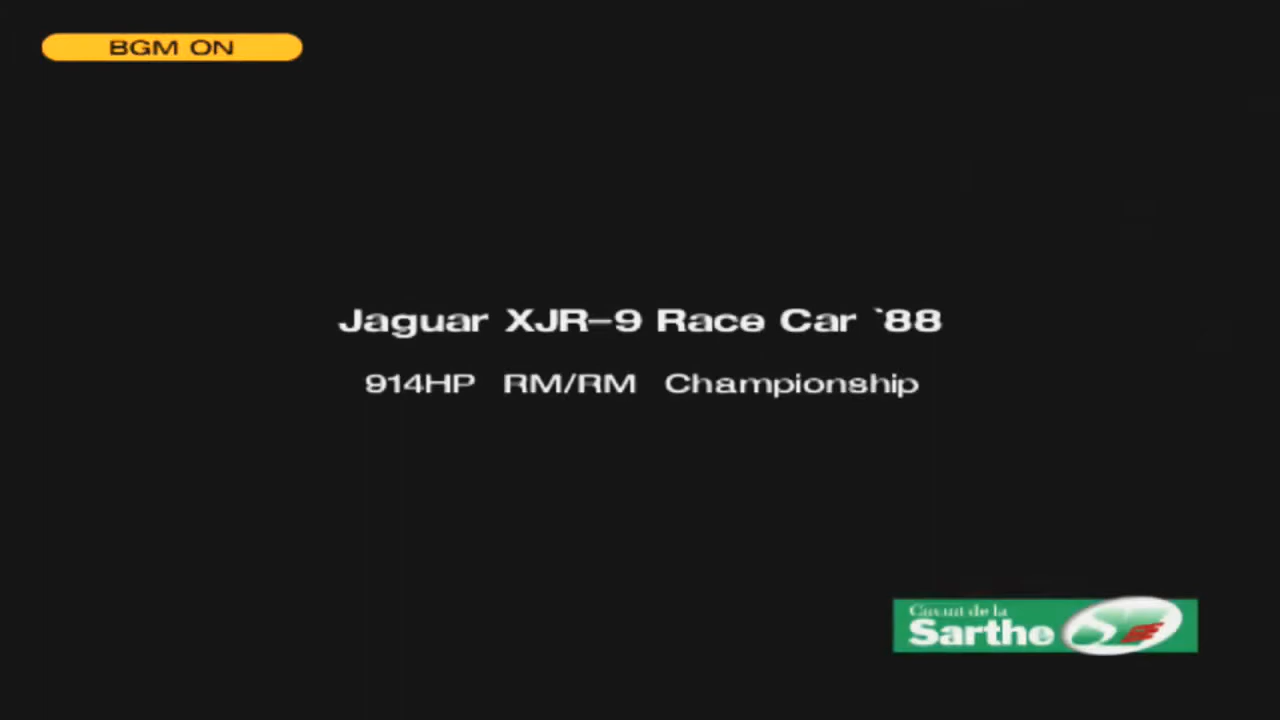 BGM ON
Jaguar XJR-9 Race Car `88
914HP RM/RM Championship
Circuit de la
Sarthe